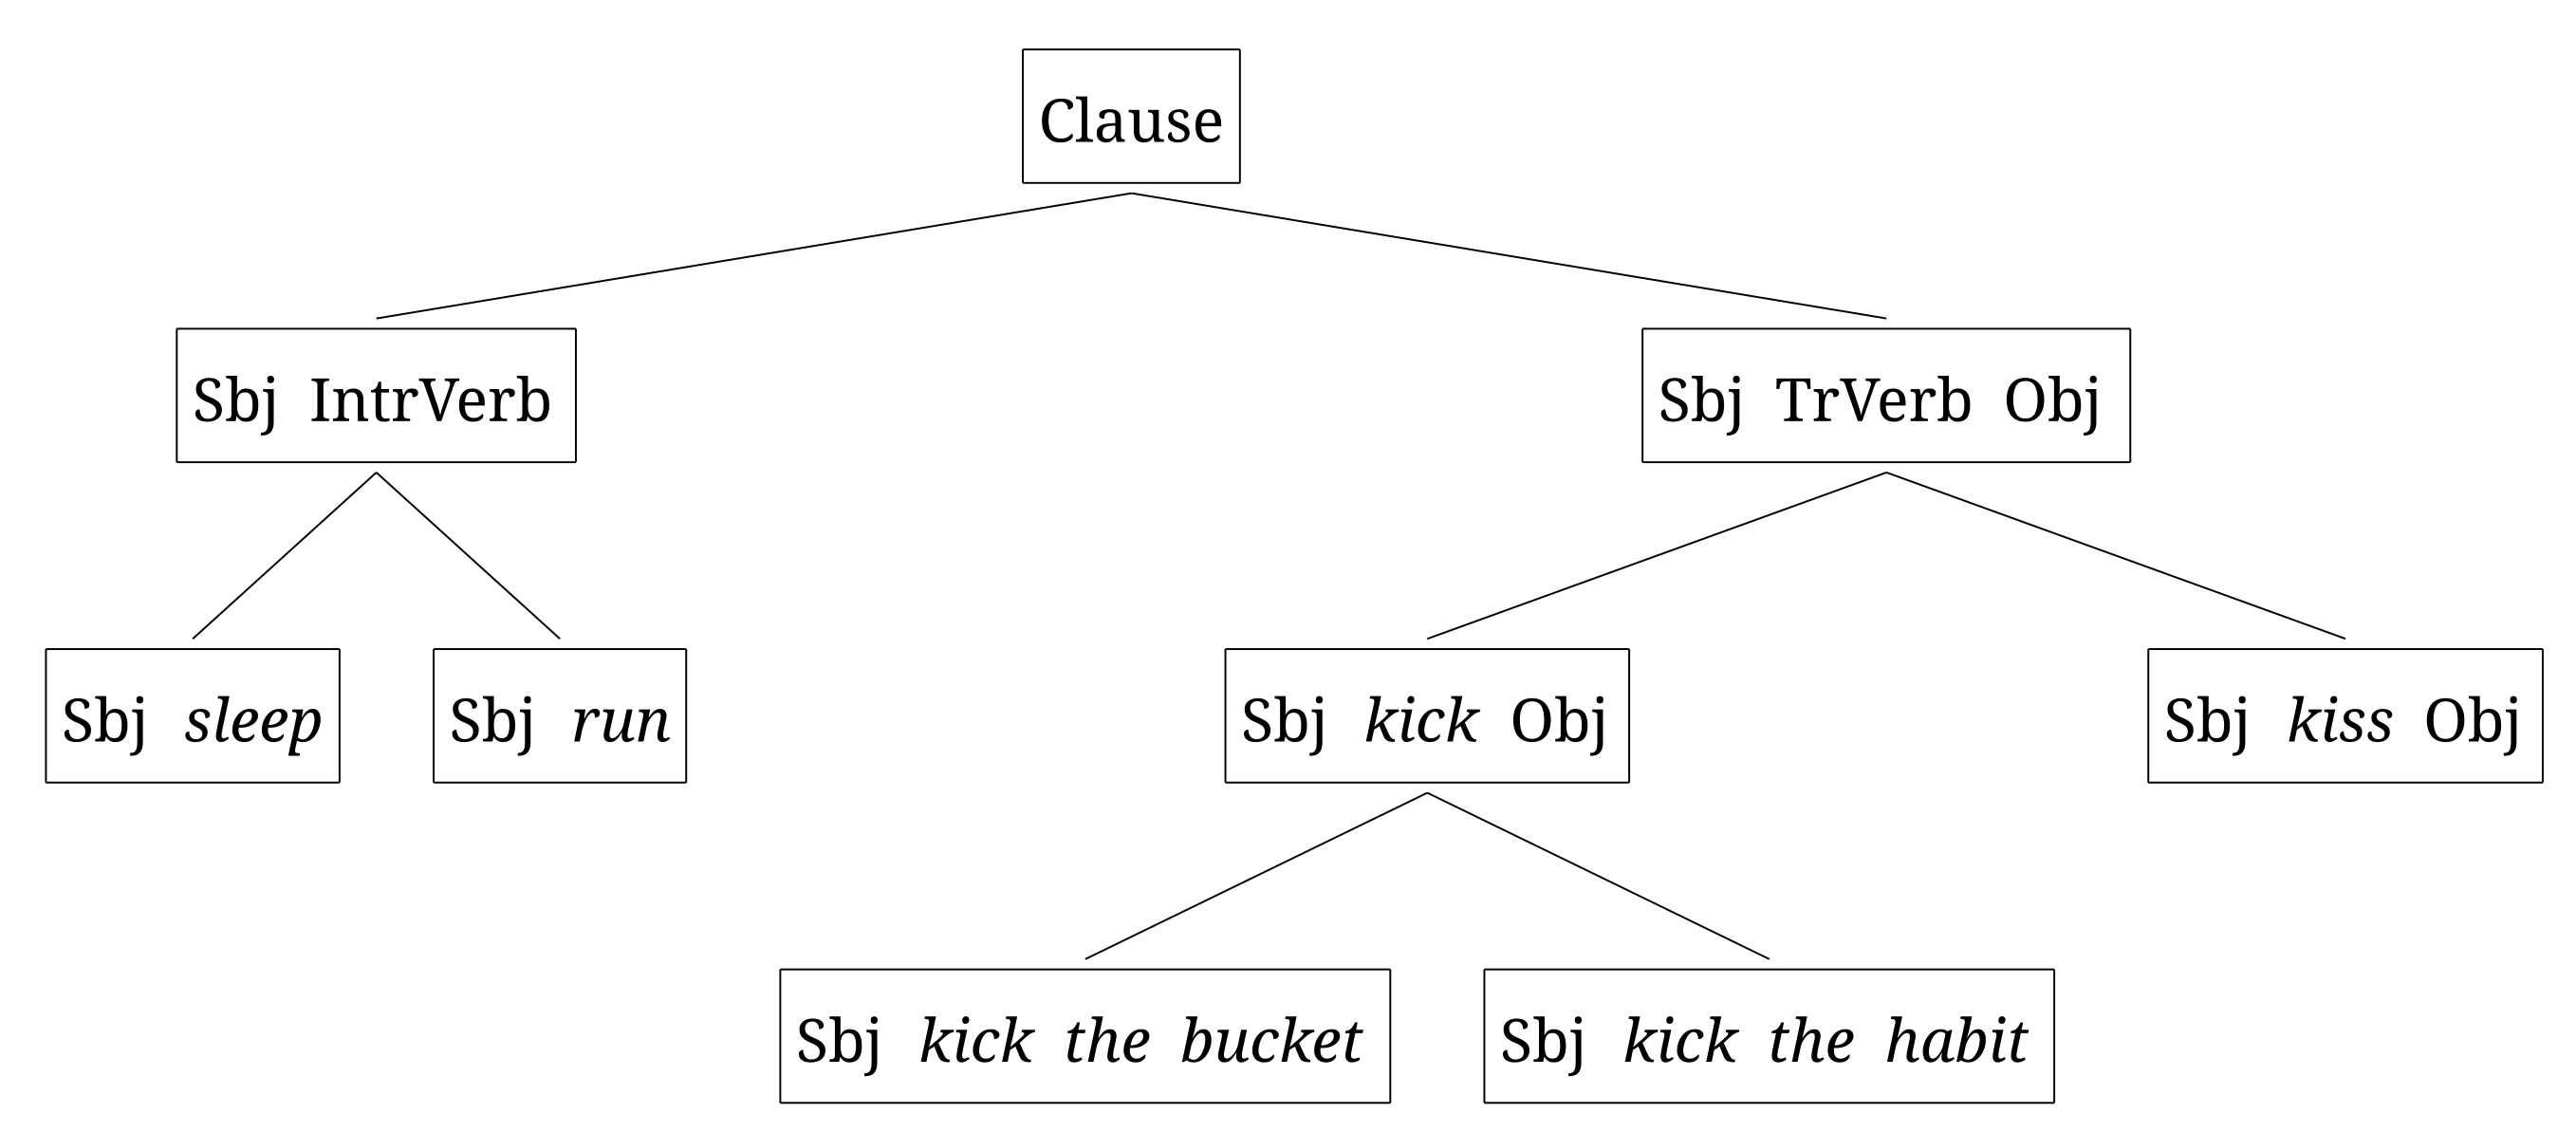 Clause
Sbj IntrVerb
Sbj TrVerb Obj
Sbj sleep
Sbj run
Sbj kick Obj
Sbj kiss Obj
Sbj kick the bucket
Sbj kick the habit